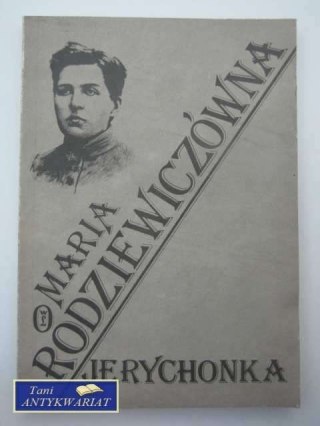 MARIA
RODZIEWICZÓWNA
JERYCHONKA
Tani
ANTYKWARIAT